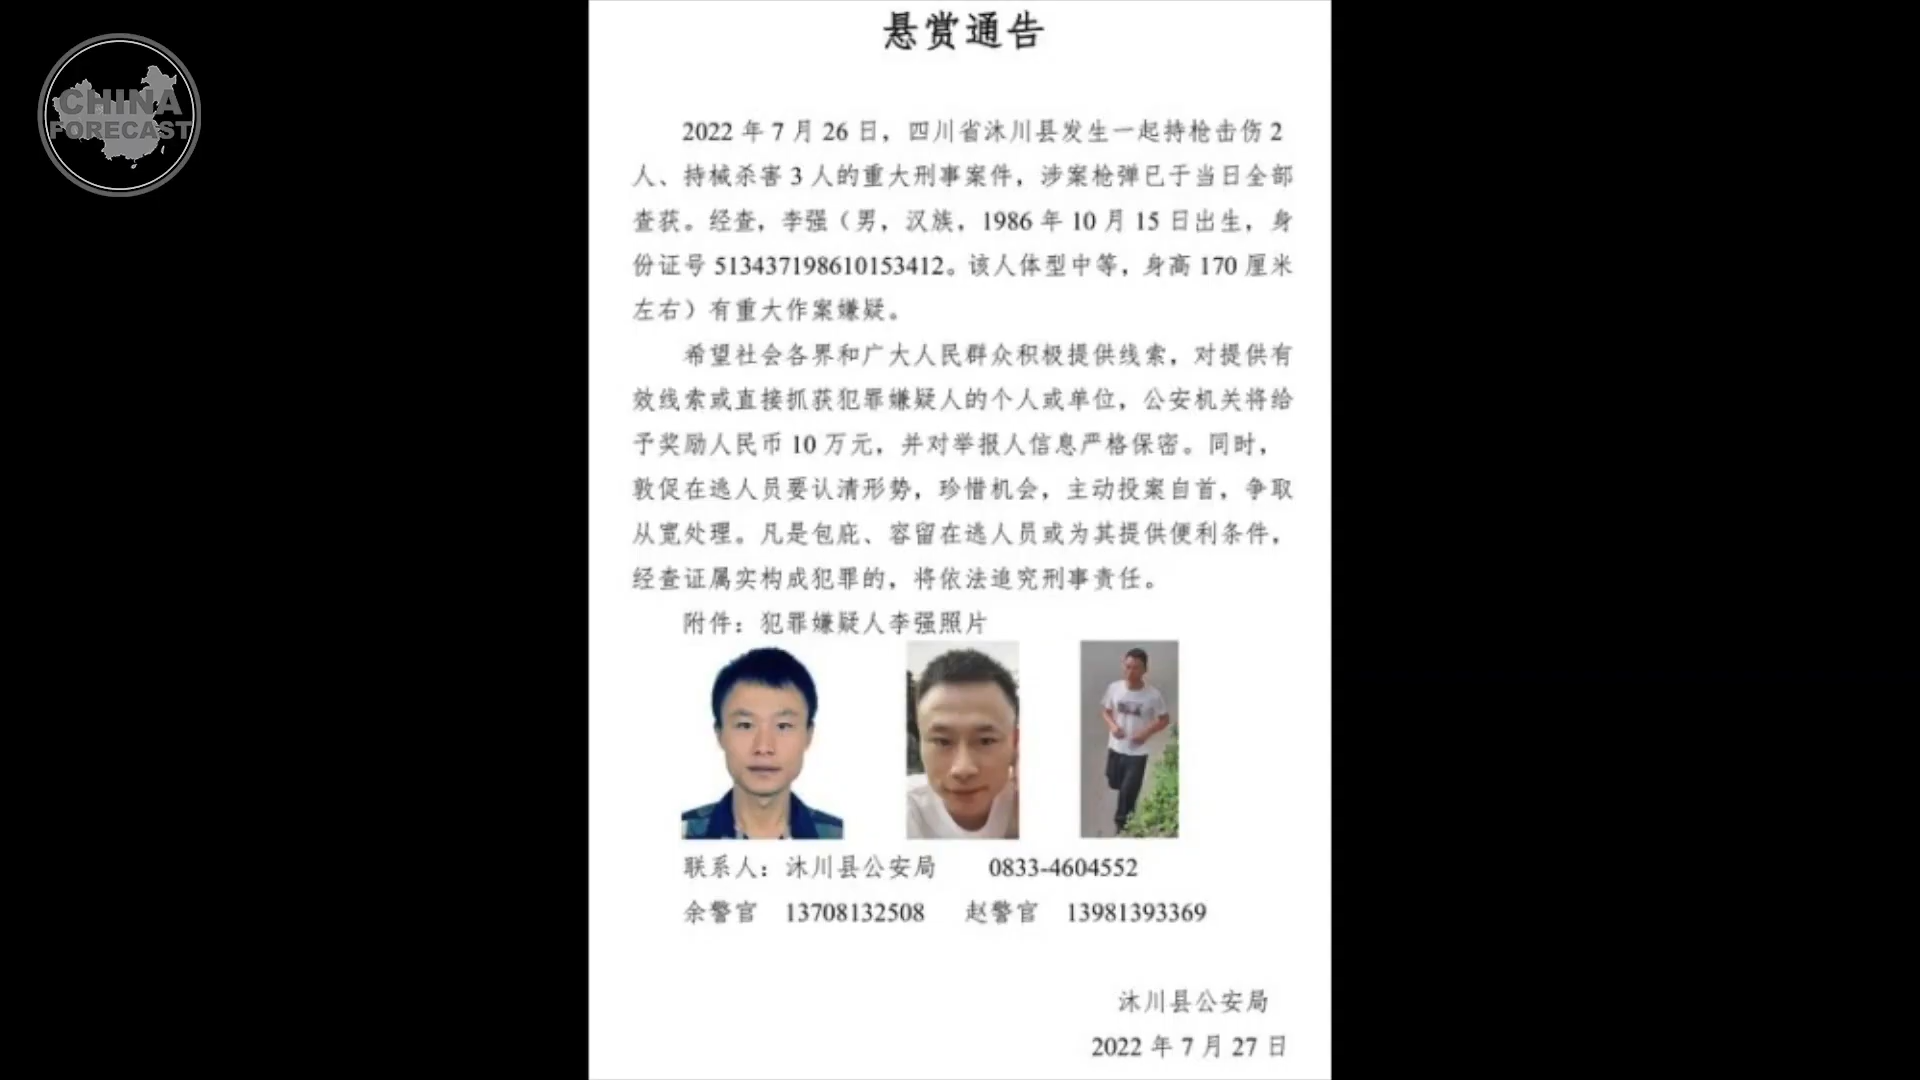 CHINA
FORECAST
悬赏通告
2022 年 7 月 26 日，四川省沐川县发生一起持枪击伤 2
人、持械杀害 3 人的重大刑事案件，涉案枪弹已于当日全部
查获。经查，李强（男，汉族，1986 年 10 月 15 日出生，身
份证号 513437198610153412。该人体型中等，身高 170 厘米
左右）有重大作案嫌疑。
希望社会各界和广大人民群众积极提供线索，对提供有
效线索或直接抓获犯罪嫌疑人的个人或单位，公安机关将给
予奖励人民币 10 万元，并对举报人信息严格保密。同时，
敦促在逃人员要认清形势，珍惜机会，主动投案自首，争取
从宽处理。凡是包庇、容留在逃人员或为其提供便利条件，
经查证属实构成犯罪的，将依法追究刑事责任。
附件：犯罪嫌疑人李强照片
联系人：沐川县公安局 0833-4604552
余警官 13708132508 赵警官 13981393369
沐川县公安局
2022 年 7 月 27 日